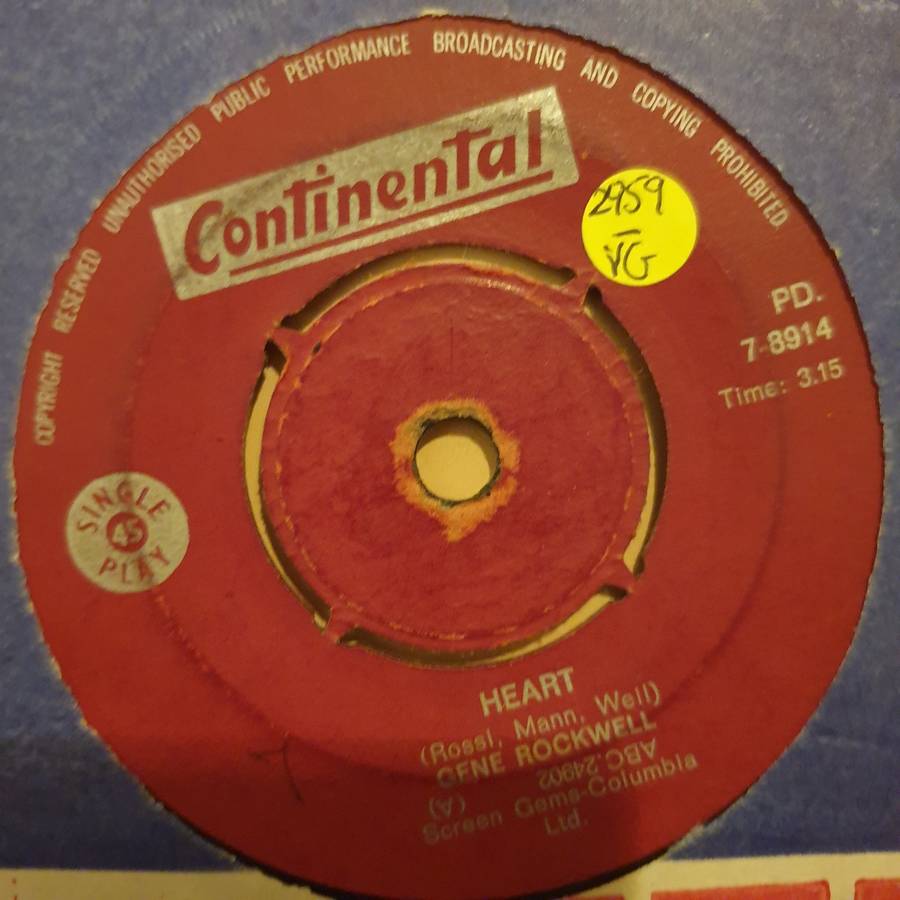 COPYRIGHT RESERVED UNAUTHORISED PUBLIC PERFORMANCE BROADCASTING AND COPYING PROHIBITED.
Continental
2959
VG
PD.
7-8914
Time: 3.15
SINGLE
45
PLAY
HEART
(Rossi, Mann, Weil)
GENE ROCKWELL
ABC 24902
(A)
Screen Gems-Columbia
Ltd.